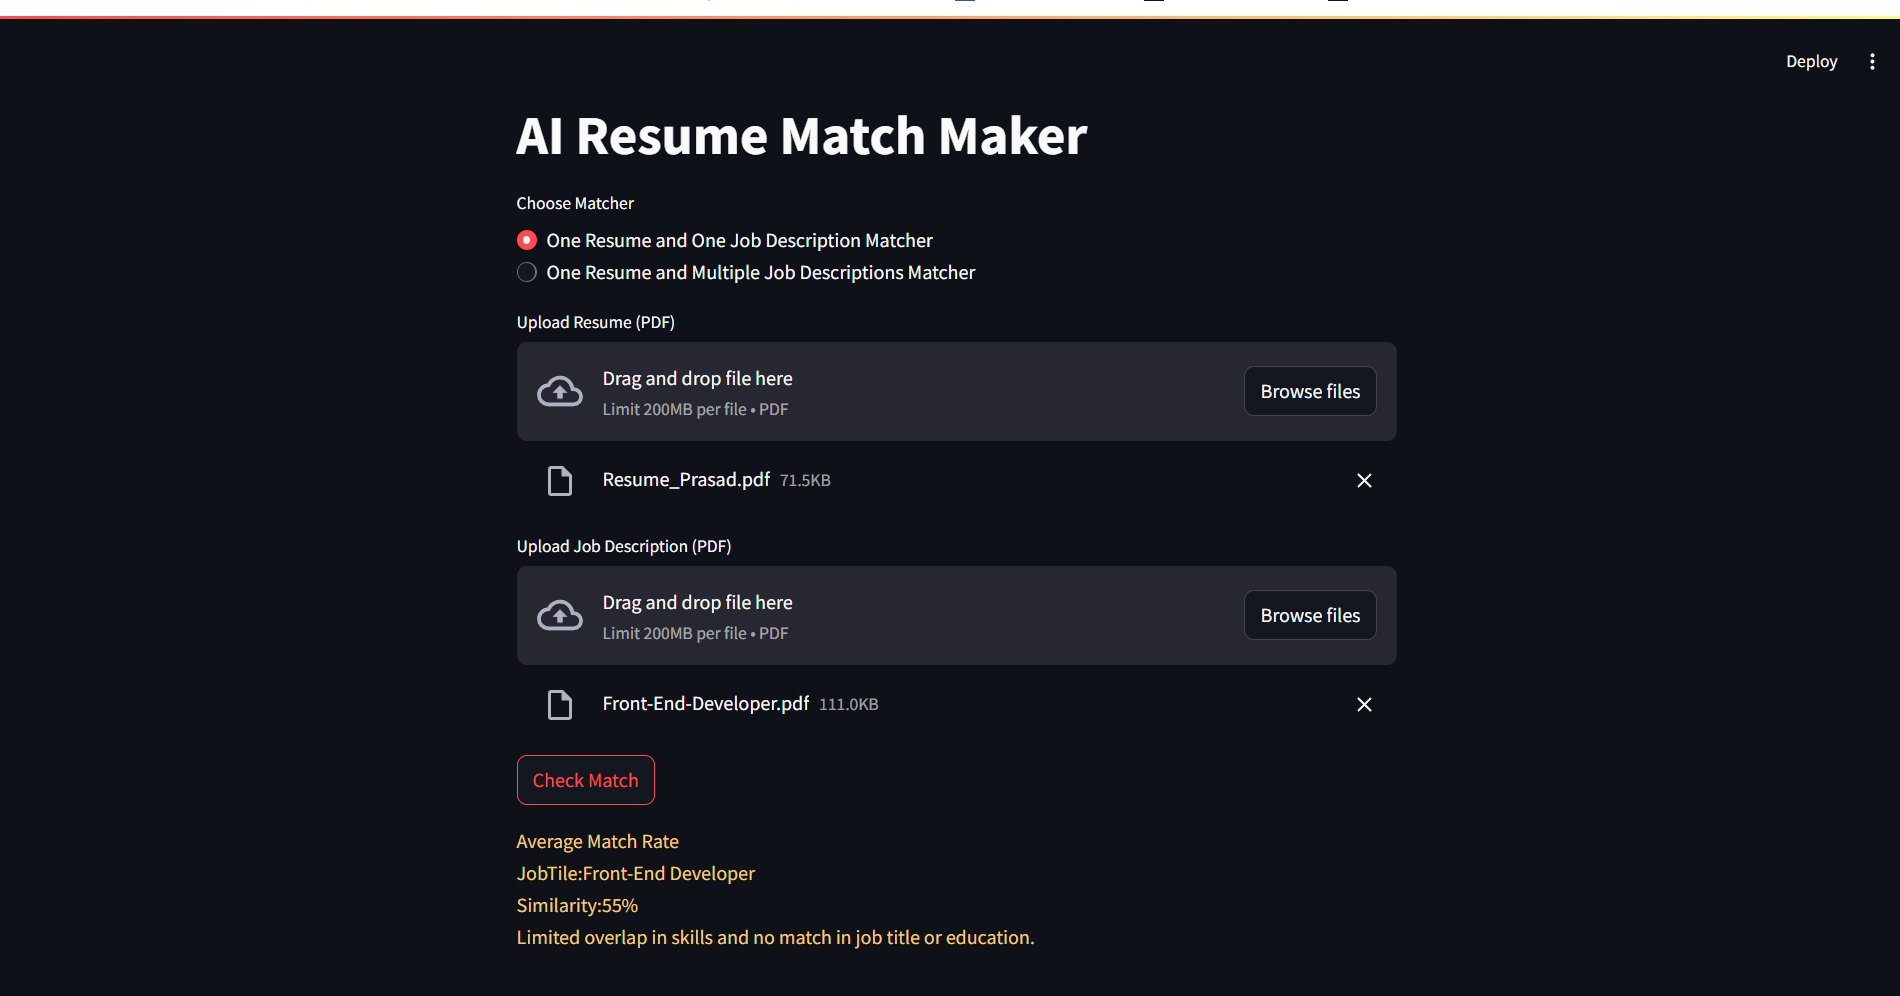 Deploy
AI Resume Match Maker
Choose Matcher
One Resume and One Job Description Matcher
One Resume and Multiple Job Descriptions Matcher
Upload Resume (PDF)
Drag and drop file here
Limit 200MB per file • PDF
Browse files
Resume_Prasad.pdf 71.5KB
Upload Job Description (PDF)
Drag and drop file here
Limit 200MB per file • PDF
Browse files
Front-End-Developer.pdf 111.0KB
Check Match
Average Match Rate
JobTile:Front-End Developer
Similarity:55%
Limited overlap in skills and no match in job title or education.